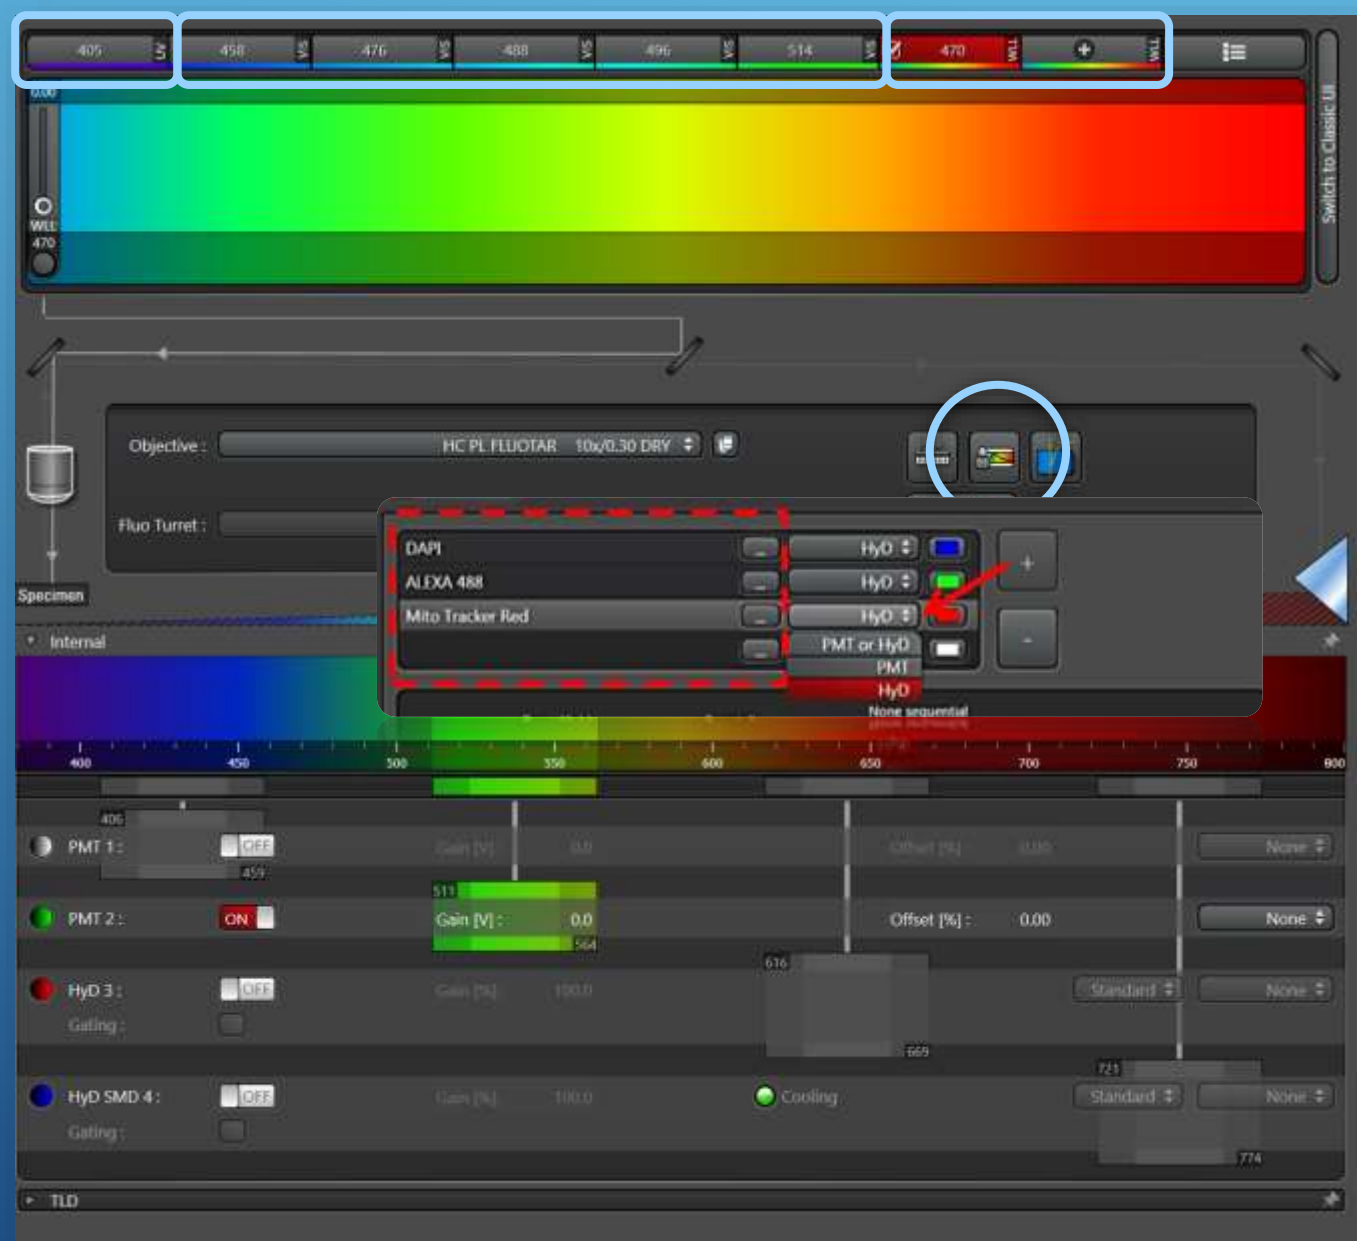 405 UV 458 VIS 476 VIS 488 VIS 496 VIS 514 VIS 470 WLL + WLL
Switch to Classic UI
0.00
WLL
470
Objective : HC PL FLUOTAR 10x/0.30 DRY
Fluo Turret :
Specimen
DAPI HyD
ALEXA 488 HyD
Mito Tracker Red HyD
PMT or HyD
PMT
HyD
None sequential
+
-
Internal
400 450 500 550 600 650 700 750 800
406
PMT 1 : OFF Gain [V] : 0.0 Offset [%] : 0.00 None
459
511
PMT 2 : ON Gain [V] : 0.0 Offset [%] : 0.00 None
564
616
HyD 3 : OFF Gain [%] : 100.0 Standard None
Gating :
669
721
HyD SMD 4 : OFF Gain [%] : 100.0 Cooling Standard None
Gating :
774
TLD